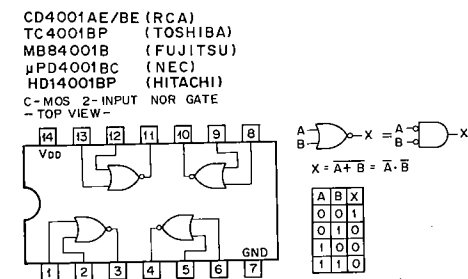 CD4001AE/BE (RCA)
TC4001BP (TOSHIBA)
MB84001B (FUJITSU)
μPD4001BC (NEC)
HD14001BP (HITACHI)
C-MOS 2-INPUT NOR GATE
-TOP VIEW-
14 13 12 11 10 9 8
VDD
GND
1 2 3 4 5 6 7
A B X = A B X
X = A+B = A·B
A B X
0 0 1
0 1 0
1 0 0
1 1 0